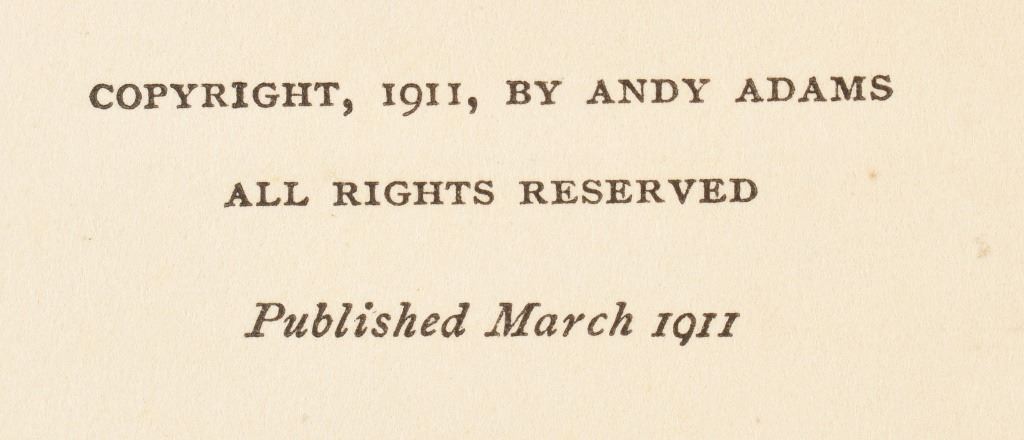 COPYRIGHT, 1911, BY ANDY ADAMS
ALL RIGHTS RESERVED
Published March 1911